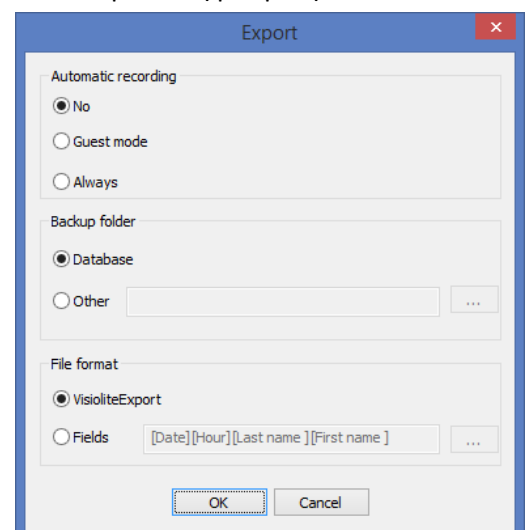 Export
Automatic recording
No
Guest mode
Always
Backup folder
Database
Other
...
File format
VisioliteExport
Fields [Date][Hour][Last name ][First name ] ...
OK Cancel